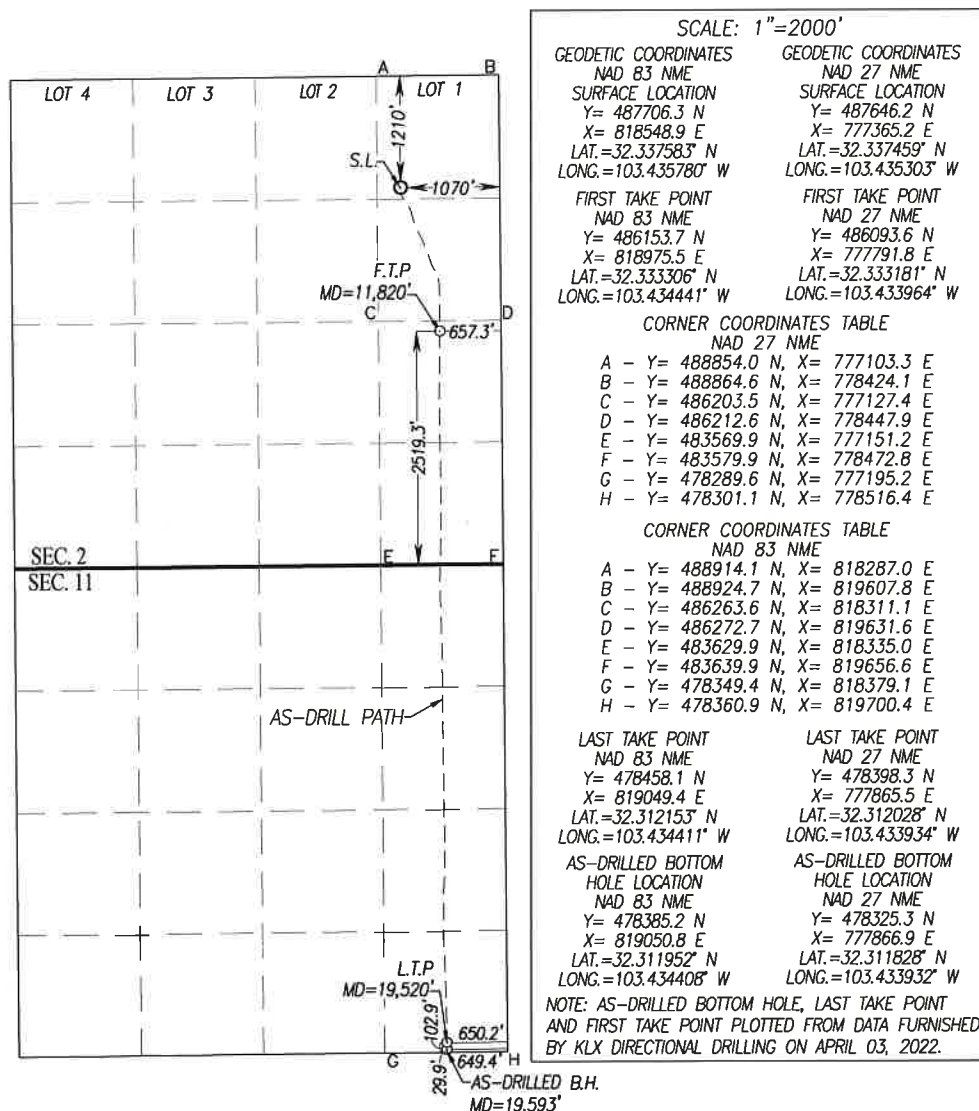 A
B
LOT 4
LOT 3
LOT 2
LOT 1
1210'
S.L.
1070'
F.T.P
MD=11,820'
C
D
657.3'
2519.3'
SEC. 2
E
F
SEC. 11
AS-DRILL PATH
L.T.P
MD=19,520'
102.9'
650.2'
G
649.4'
H
29.9'
AS-DRILLED B.H.
MD=19,593'
SCALE: 1"=2000'
GEODETIC COORDINATES
NAD 83 NME
SURFACE LOCATION
Y= 487706.3 N
X= 818548.9 E
LAT.=32.337583° N
LONG.=103.435780° W
GEODETIC COORDINATES
NAD 27 NME
SURFACE LOCATION
Y= 487646.2 N
X= 777365.2 E
LAT.=32.337459° N
LONG.=103.435303° W
FIRST TAKE POINT
NAD 83 NME
Y= 486153.7 N
X= 818975.5 E
LAT.=32.333306° N
LONG.=103.434441° W
FIRST TAKE POINT
NAD 27 NME
Y= 486093.6 N
X= 777791.8 E
LAT.=32.333181° N
LONG.=103.433964° W
CORNER COORDINATES TABLE
NAD 27 NME
A - Y= 488854.0 N, X= 777103.3 E
B - Y= 488864.6 N, X= 778424.1 E
C - Y= 486203.5 N, X= 777127.4 E
D - Y= 486212.6 N, X= 778447.9 E
E - Y= 483569.9 N, X= 777151.2 E
F - Y= 483579.9 N, X= 778472.8 E
G - Y= 478289.6 N, X= 777195.2 E
H - Y= 478301.1 N, X= 778516.4 E
CORNER COORDINATES TABLE
NAD 83 NME
A - Y= 488914.1 N, X= 818287.0 E
B - Y= 488924.7 N, X= 819607.8 E
C - Y= 486263.6 N, X= 818311.1 E
D - Y= 486272.7 N, X= 819631.6 E
E - Y= 483629.9 N, X= 818335.0 E
F - Y= 483639.9 N, X= 819656.6 E
G - Y= 478349.4 N, X= 818379.1 E
H - Y= 478360.9 N, X= 819700.4 E
LAST TAKE POINT
NAD 83 NME
Y= 478458.1 N
X= 819049.4 E
LAT.=32.312153° N
LONG.=103.434411° W
LAST TAKE POINT
NAD 27 NME
Y= 478398.3 N
X= 777865.5 E
LAT.=32.312028° N
LONG.=103.433934° W
AS-DRILLED BOTTOM
HOLE LOCATION
NAD 83 NME
Y= 478385.2 N
X= 819050.8 E
LAT.=32.311952° N
LONG.=103.434408° W
AS-DRILLED BOTTOM
HOLE LOCATION
NAD 27 NME
Y= 478325.3 N
X= 777866.9 E
LAT.=32.311828° N
LONG.=103.433932° W
NOTE: AS-DRILLED BOTTOM HOLE, LAST TAKE POINT
AND FIRST TAKE POINT PLOTTED FROM DATA FURNISHED
BY KLX DIRECTIONAL DRILLING ON APRIL 03, 2022.